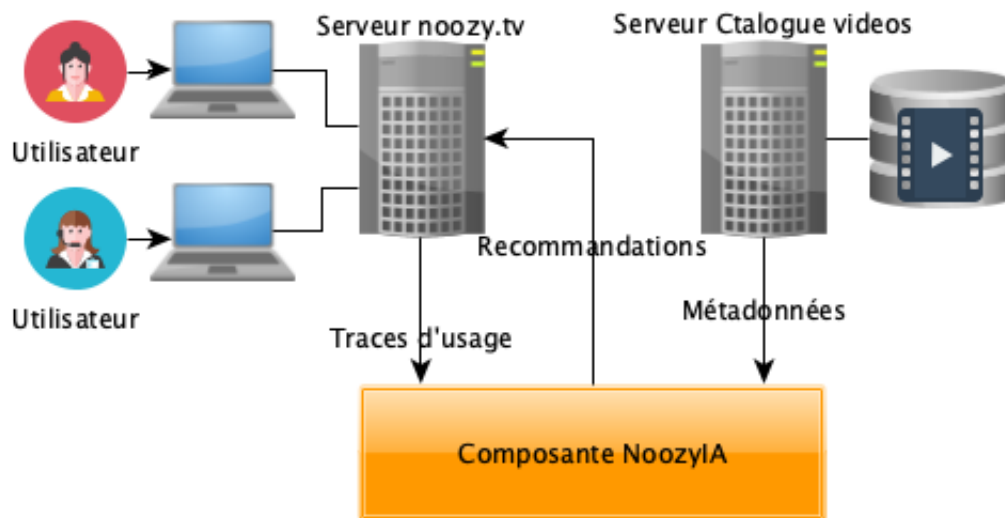 Serveur noozy.tv
Serveur Ctalogue videos
Utilisateur
Recommandations
Métadonnées
Utilisateur
Traces d'usage
Composante NoozyIA